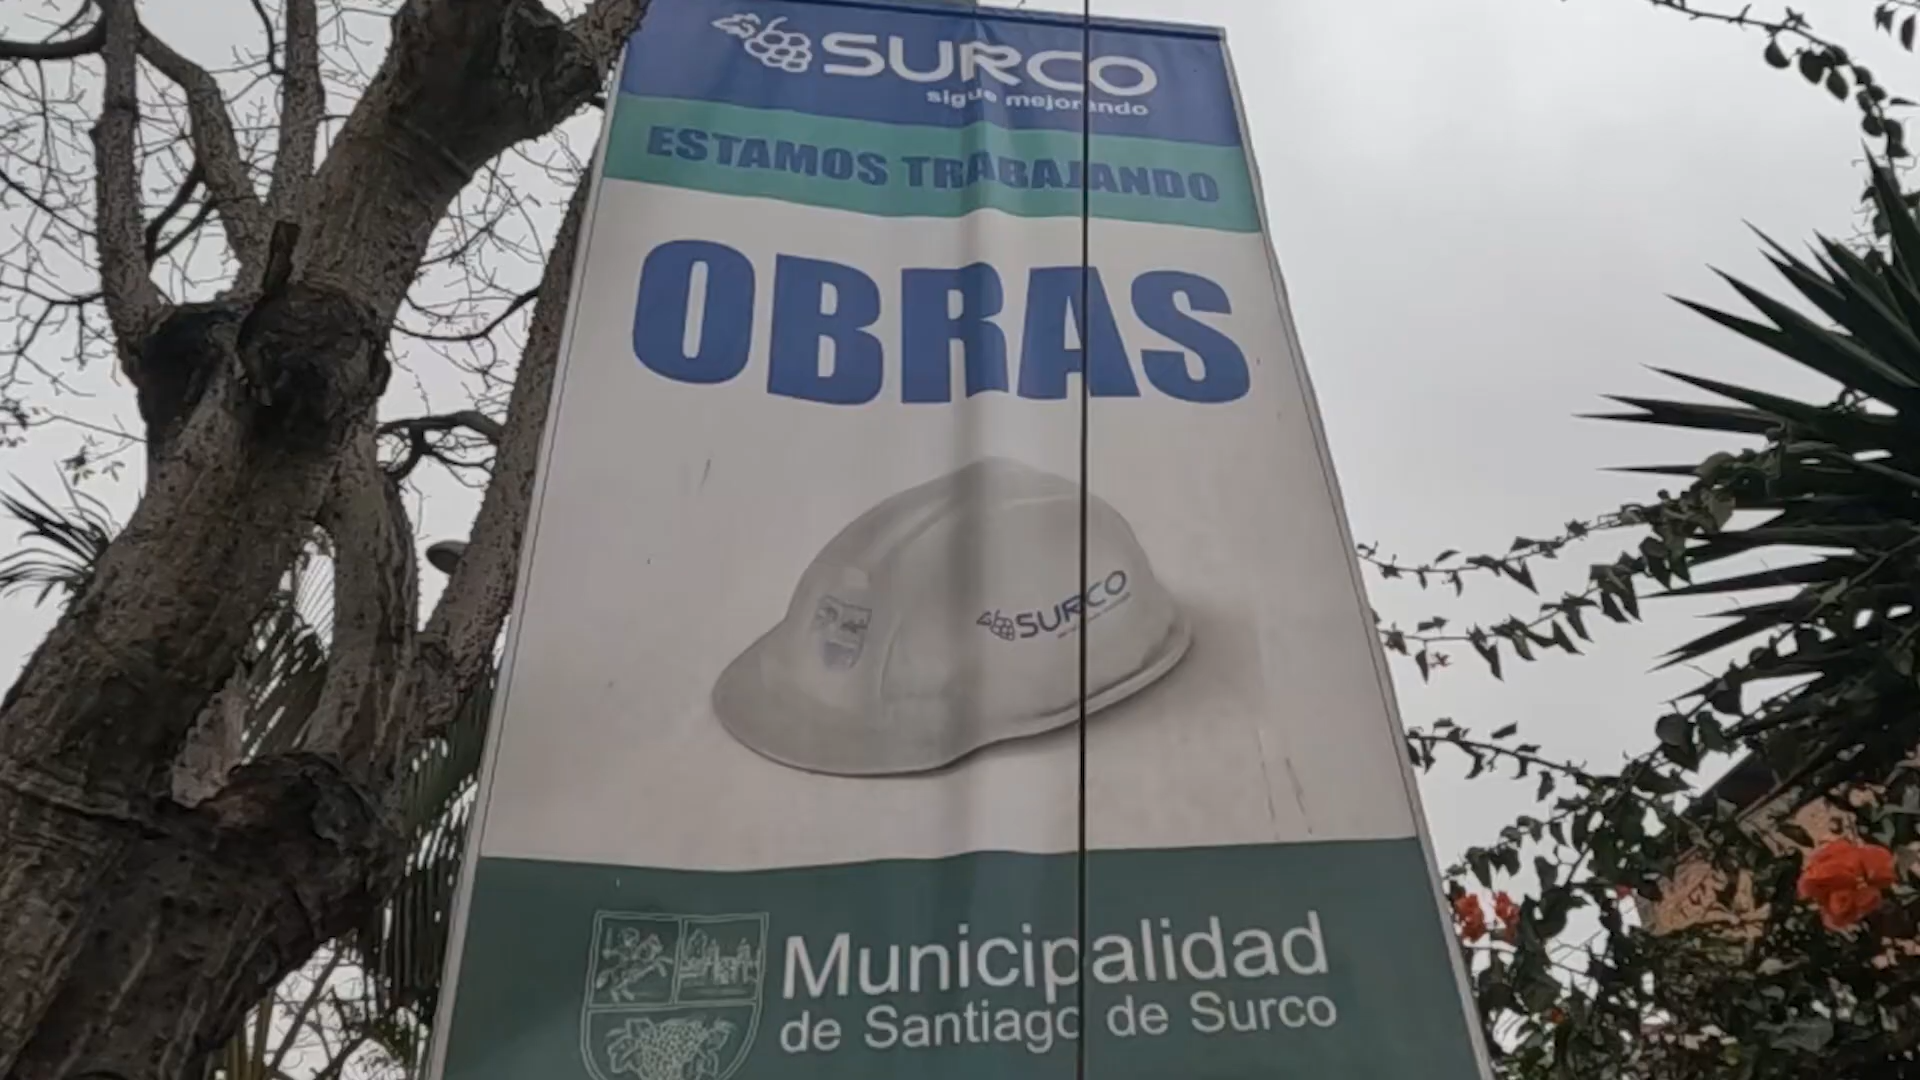 SURCO
sigue mejorando
ESTAMOS TRABAJANDO
OBRAS
SURCO
Municipalidad
de Santiago de Surco